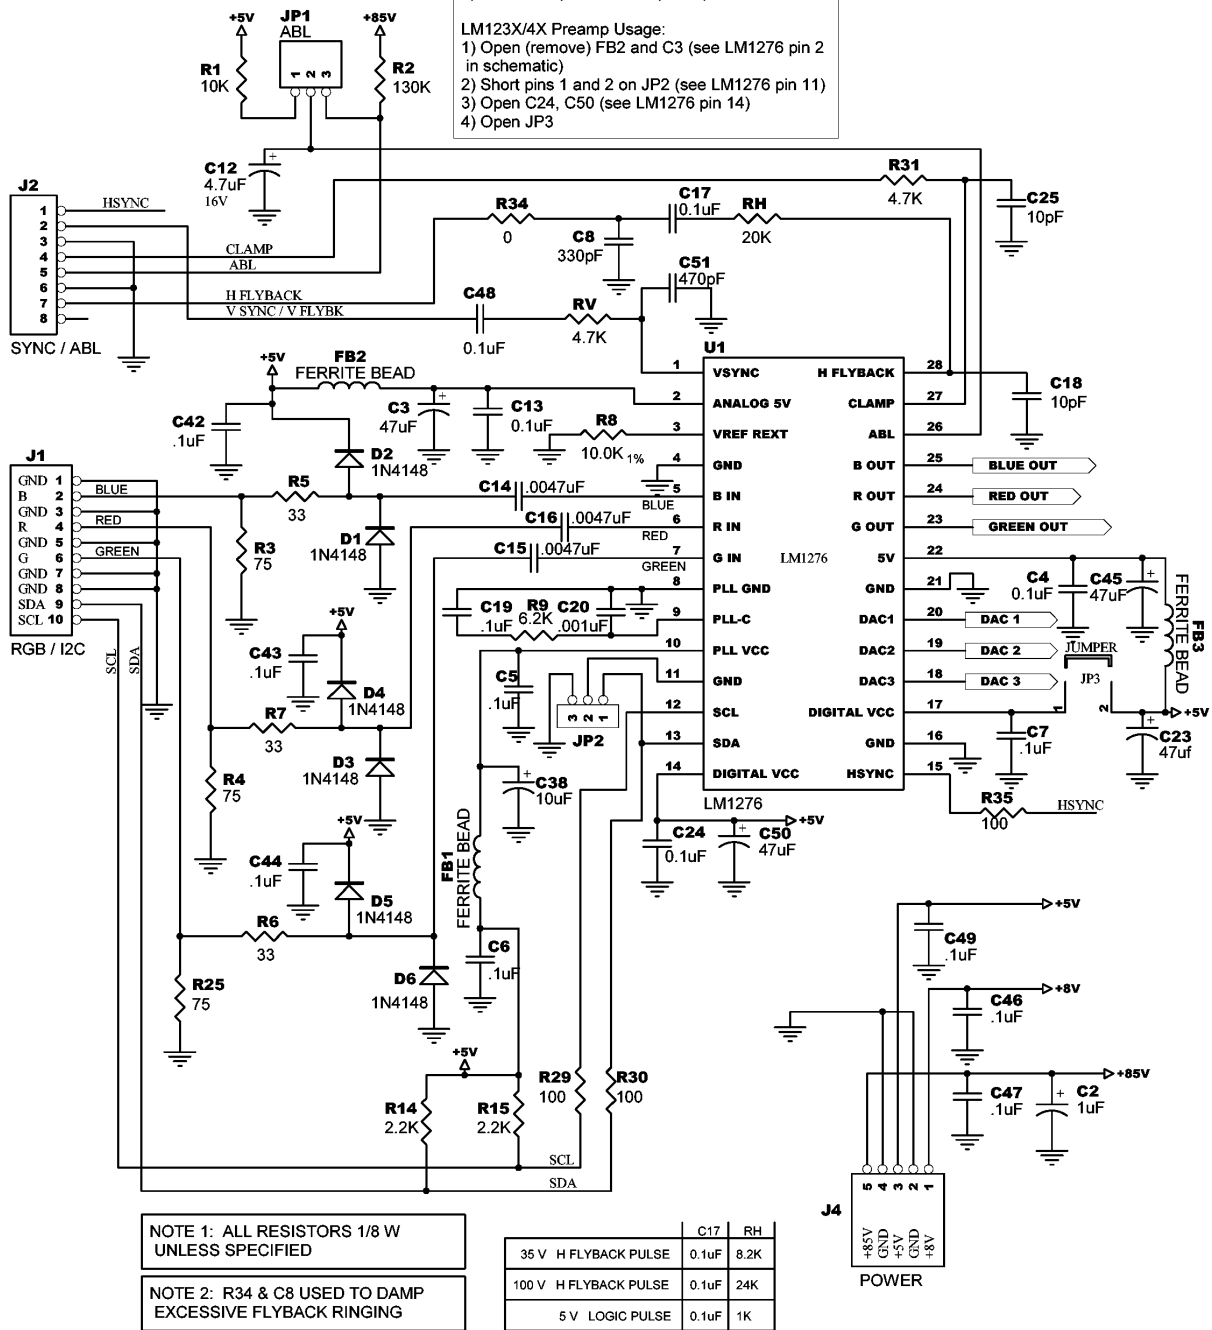 LM123X/4X Preamp Usage:
1) Open (remove) FB2 and C3 (see LM1276 pin 2
in schematic)
2) Short pins 1 and 2 on JP2 (see LM1276 pin 11)
3) Open C24, C50 (see LM1276 pin 14)
4) Open JP3
+5V
JP1
ABL
+85V
R1
10K
1 2 3
R2
130K
C12
4.7uF
16V
+
J2
1
2
3
4
5
6
7
8
SYNC / ABL
HSYNC
CLAMP
ABL
H FLYBACK
V SYNC / V FLYBK
R34
0
C8
330pF
C17
0.1uF
RH
20K
R31
4.7K
C25
10pF
C51
470pF
C48
0.1uF
RV
4.7K
+5V
FB2
FERRITE BEAD
C42
.1uF
C3
47uF
+
C13
0.1uF
R8
10.0K 1%
D2
1N4148
U1
1 VSYNC
2 ANALOG 5V
3 VREF REXT
4 GND
5 B IN
6 R IN
7 G IN
8 PLL GND
9 PLL-C
10 PLL VCC
11 GND
12 SCL
13 SDA
14 DIGITAL VCC
H FLYBACK 28
CLAMP 27
ABL 26
B OUT 25
R OUT 24
G OUT 23
5V 22
GND 21
DAC1 20
DAC2 19
DAC3 18
DIGITAL VCC 17
GND 16
HSYNC 15
LM1276
LM1276
C18
10pF
BLUE OUT
RED OUT
GREEN OUT
DAC 1
DAC 2
DAC 3
C4
0.1uF
C45
47uF
+
FB3
FERRITE BEAD
JUMPER
JP3
1
2
+5V
C7
.1uF
C23
47uf
+
R35
100
HSYNC
J1
GND 1
B 2
GND 3
R 4
GND 5
G 6
GND 7
GND 8
SDA 9
SCL 10
RGB / I2C
BLUE
RED
GREEN
SCL
SDA
R5
33
R3
75
D1
1N4148
C14 .0047uF
BLUE
C16 .0047uF
RED
C15 .0047uF
GREEN
C19
.1uF
R9
6.2K
C20
.001uF
C5
.1uF
3 2 1
JP2
C38
10uF
+
+5V
C43
.1uF
D4
1N4148
R7
33
R4
75
D3
1N4148
+5V
C44
.1uF
D5
1N4148
R6
33
R25
75
D6
1N4148
FB1
FERRITE BEAD
C6
.1uF
C24
0.1uF
C50
47uF
+
+5V
+5V
R14
2.2K
R15
2.2K
R29
100
R30
100
SCL
SDA
+5V
C49
.1uF
+8V
C46
.1uF
+85V
C47
.1uF
C2
1uF
+
J4
5 4 3 2 1
+85V
GND
+5V
GND
+8V
POWER
NOTE 1: ALL RESISTORS 1/8 W
UNLESS SPECIFIED
NOTE 2: R34 & C8 USED TO DAMP
EXCESSIVE FLYBACK RINGING
C17 RH
35 V H FLYBACK PULSE 0.1uF 8.2K
100 V H FLYBACK PULSE 0.1uF 24K
5 V LOGIC PULSE 0.1uF 1K